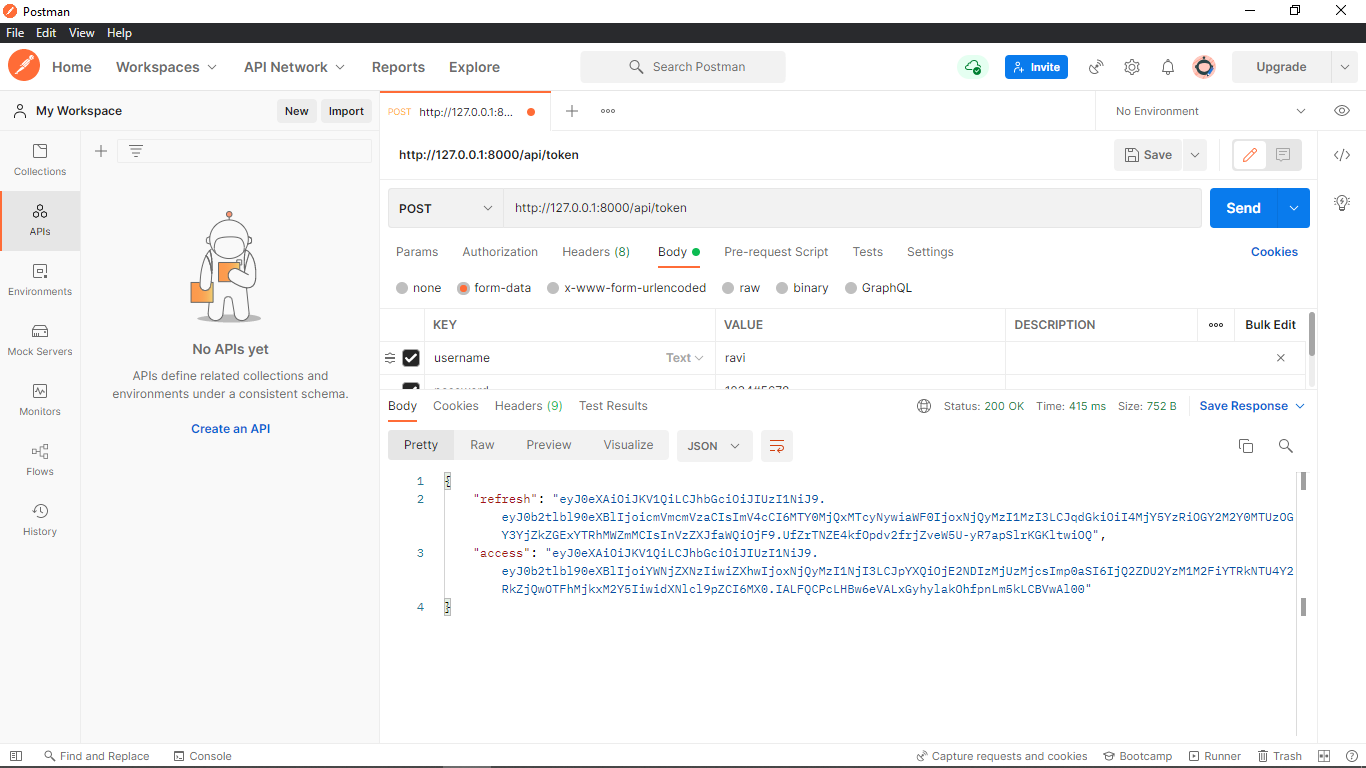 Postman
File Edit View Help
Home Workspaces API Network Reports Explore Search Postman Invite Upgrade
My Workspace New Import POST http://127.0.0.1:8... No Environment
Collections
APIs
Environments
Mock Servers
Monitors
Flows
History
No APIs yet
APIs define related collections and
environments under a consistent schema.
Create an API
http://127.0.0.1:8000/api/token Save
POST http://127.0.0.1:8000/api/token Send
Params Authorization Headers (8) Body Pre-request Script Tests Settings Cookies
none form-data x-www-form-urlencoded raw binary GraphQL
KEY VALUE DESCRIPTION Bulk Edit
username Text ravi
Body Cookies Headers (9) Test Results Status: 200 OK Time: 415 ms Size: 752 B Save Response
Pretty Raw Preview Visualize JSON
1 {
2 "refresh": "eyJ0eXAiOiJKV1QiLCJhbGciOiJIUzI1NiJ9.
eyJ0b2tlbl90eXBlIjoicmVmcmVzaCIsImV4cCI6MTY0MjQxMTcyNywiaWF0IjoxNjQyMzI1MzI3LCJqdGkiOiI4MjY5YzRiOGY2M2Y0MTUzOG
Y3YjZkZGExYTRhMWZmMCIsInVzZXJfaWQiOjF9.UfZrTNZE4kfOpdv2frjZveW5U-yR7apSlrKGKltwiOQ",
3 "access": "eyJ0eXAiOiJKV1QiLCJhbGciOiJIUzI1NiJ9.
eyJ0b2tlbl90eXBlIjoiYWNjZXNzIiwiZXhwIjoxNjQyMzI1NjI3LCJpYXQiOjE2NDIzMjUzMjcsImp0aSI6IjQ2ZDU2YzM1M2FiYTRkNTU4Y2
RkZjQwOTFhMjkxM2Y5IiwidXNlcl9pZCI6MX0.IALFQCPcLHBw6eVALxGyhylakOhfpnLm5kLCBVwAl00"
4 }
Find and Replace Console Capture requests and cookies Bootcamp Runner Trash